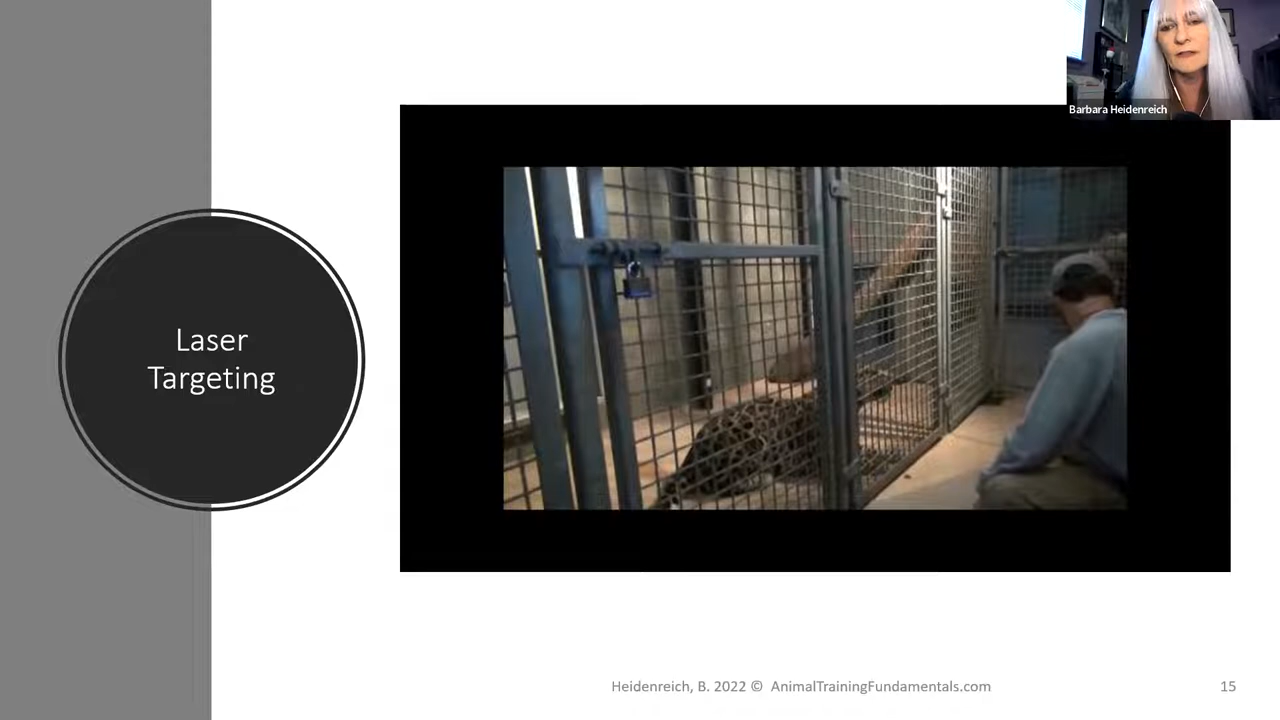 Barbara Heidenreich
Laser
Targeting
Heidenreich, B. 2022 © AnimalTrainingFundamentals.com
15